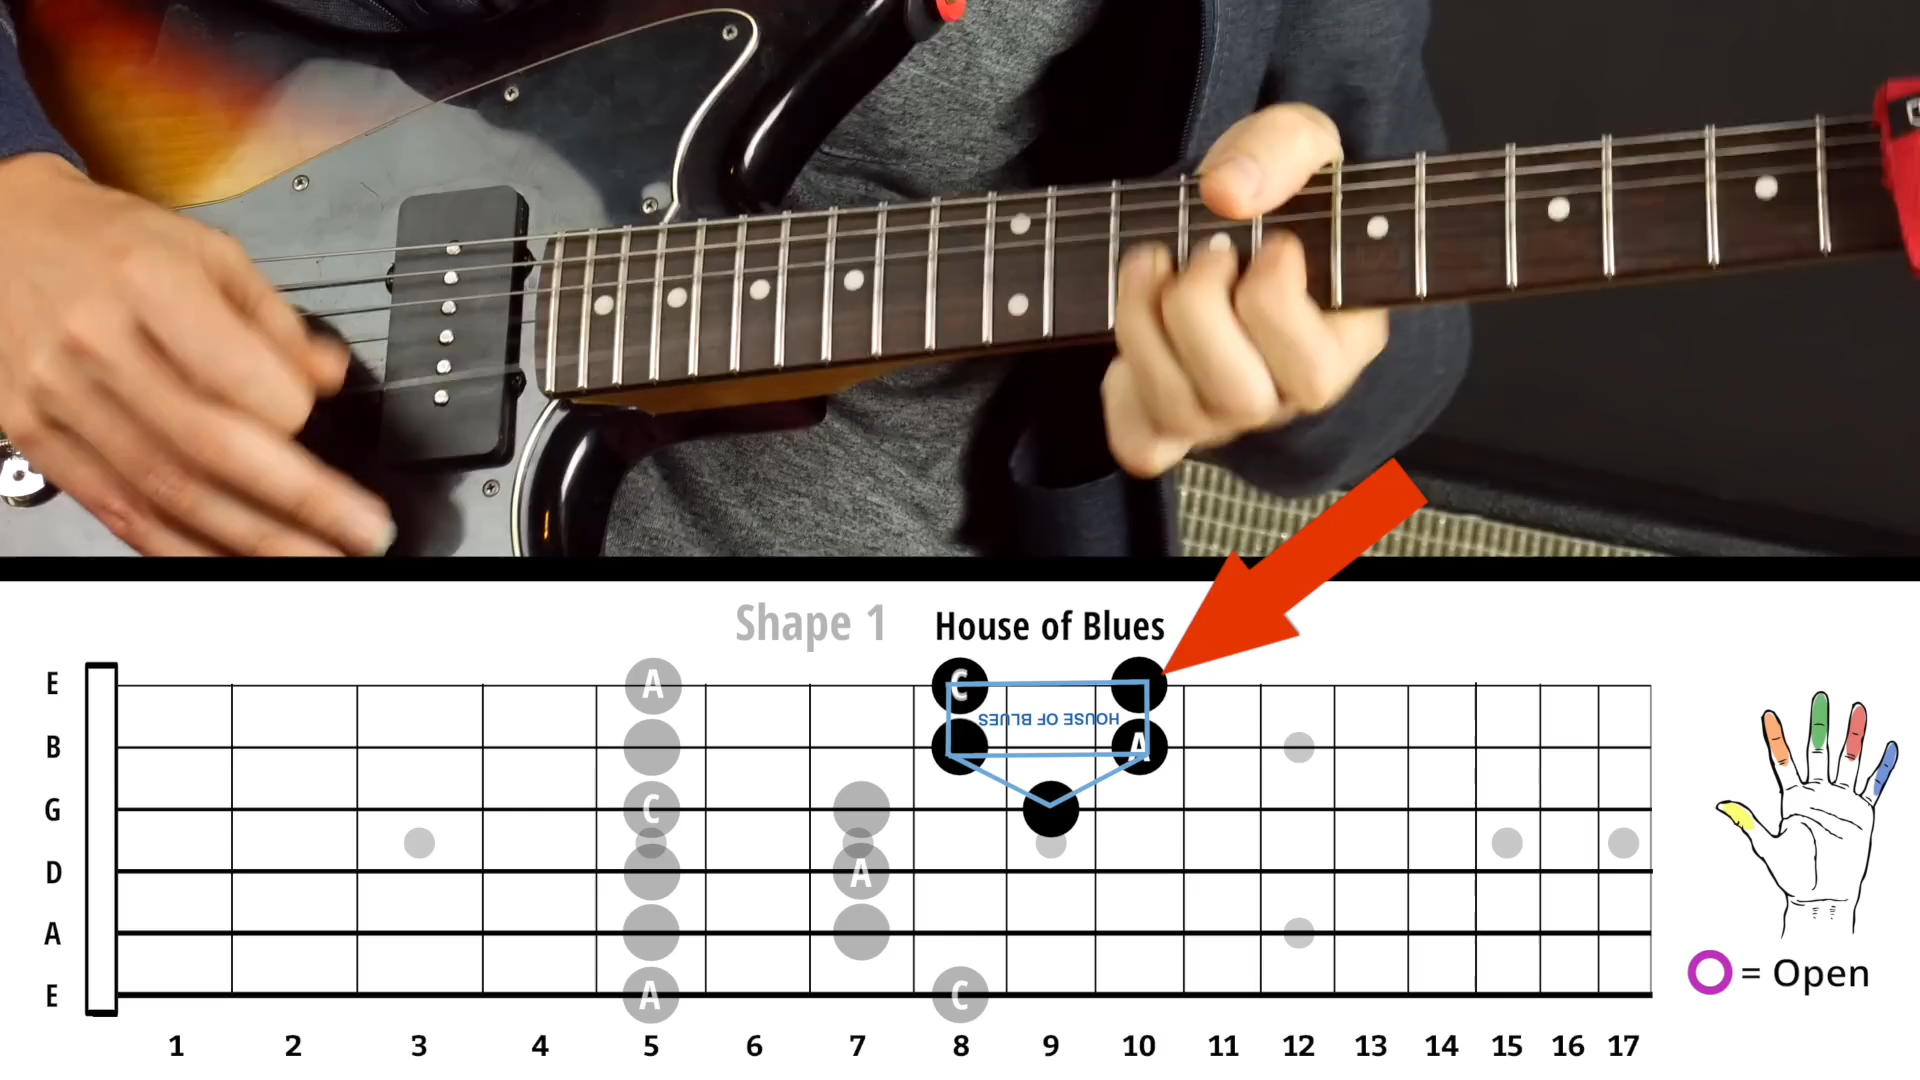 Shape 1 House of Blues
E A C
HOUSE OF BLUES
B A
G C
D A
A
E A C
= Open
1 2 3 4 5 6 7 8 9 10 11 12 13 14 15 16 17